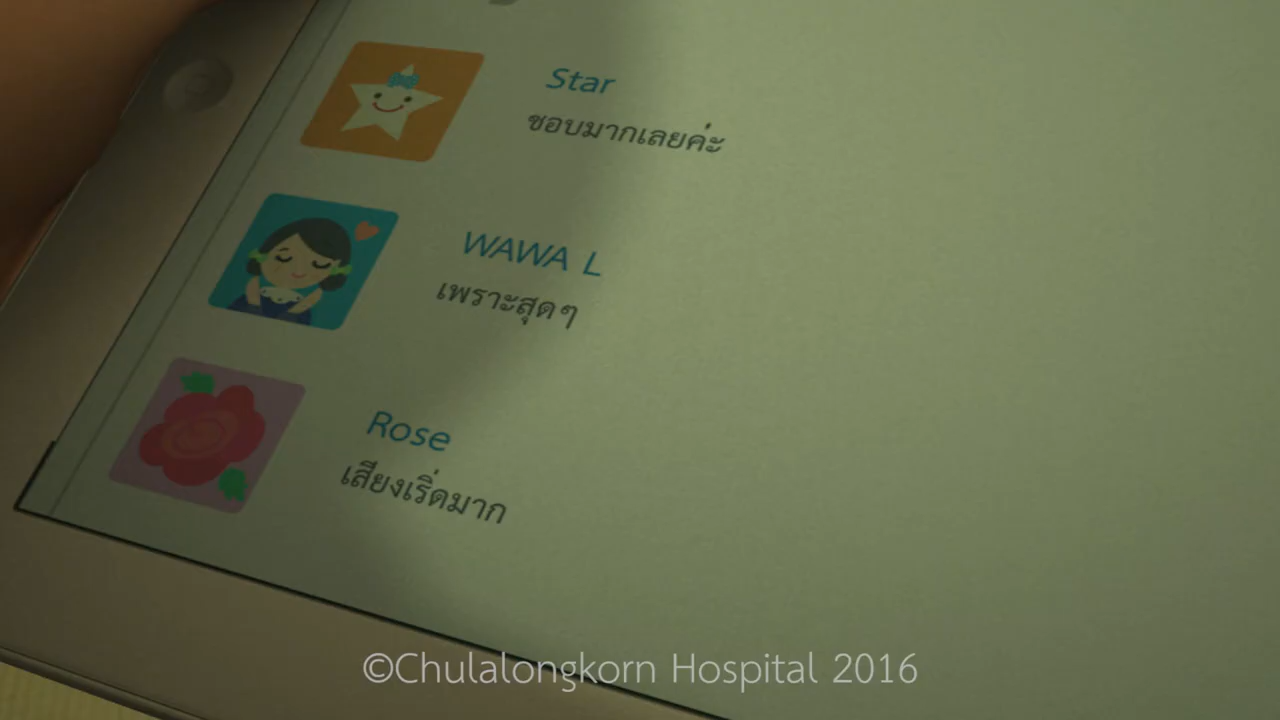 Star
ชอบมากเลยค่ะ
WAWA L
เพราะสุดๆ
Rose
เสียงเริ่ดมาก
©Chulalongkorn Hospital 2016